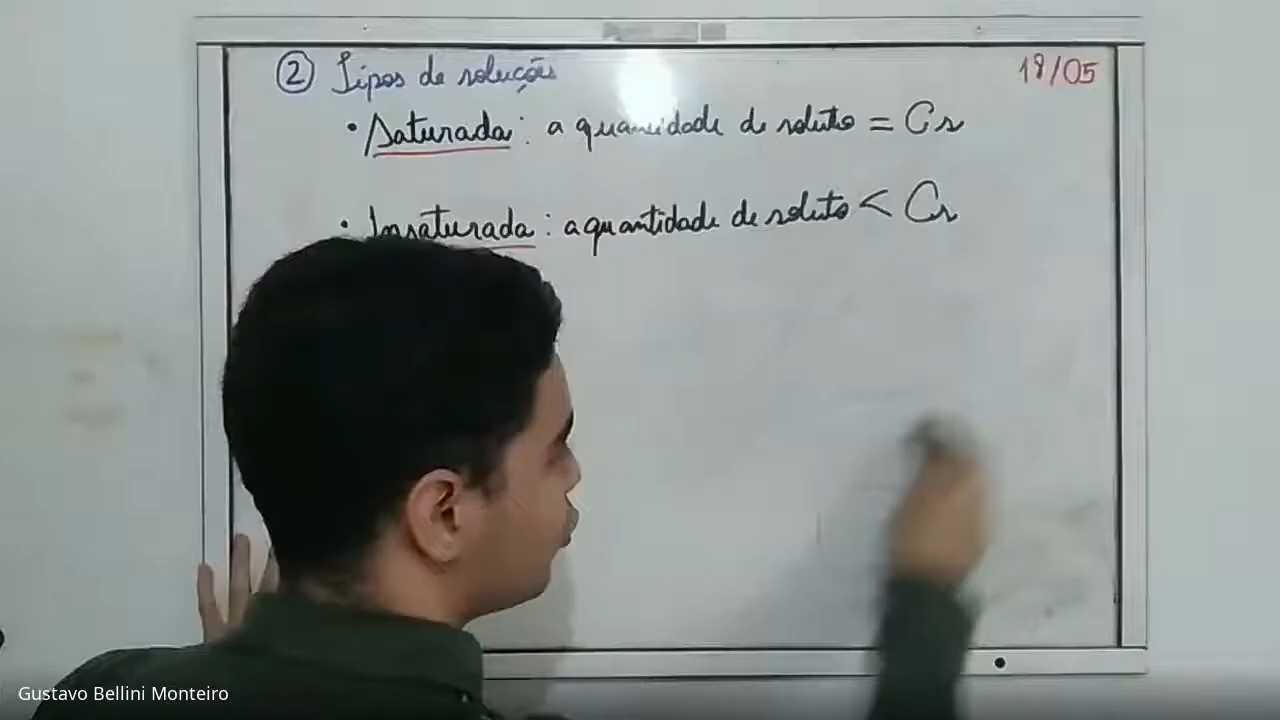 ② Tipos de soluções
18/05
• Saturada: a quantidade de soluto = Cs
• Insaturada: a quantidade de soluto < Cs
Gustavo Bellini Monteiro